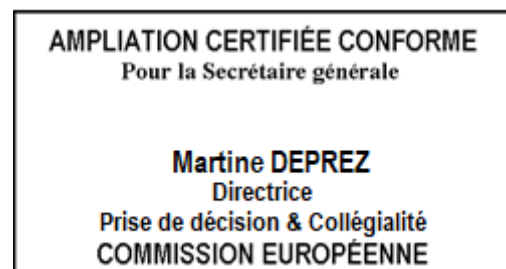 AMPLIATION CERTIFIÉE CONFORME
Pour la Secrétaire générale
Martine DEPREZ
Directrice
Prise de décision & Collégialité
COMMISSION EUROPÉENNE